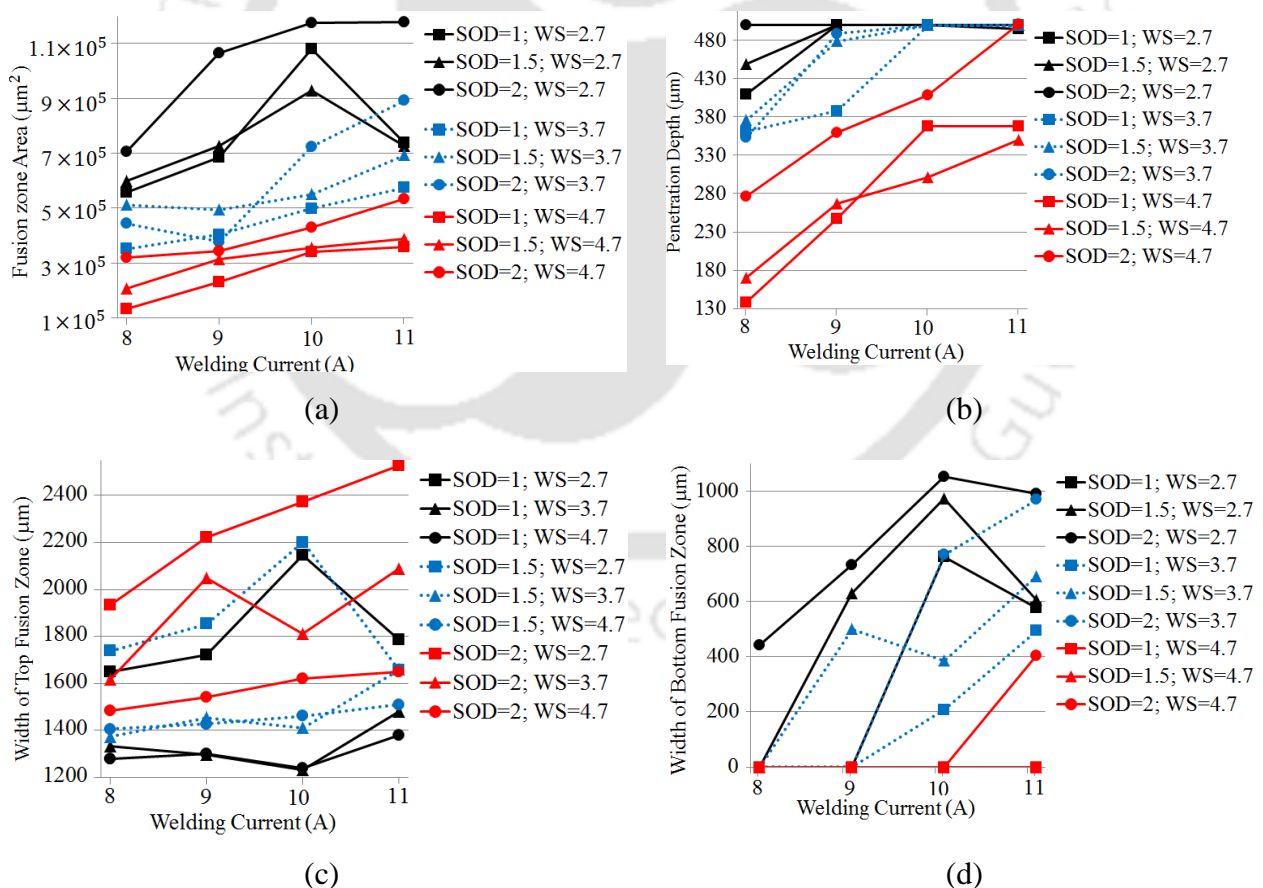 Fusion zone Area (µm²)
1.1×10⁵
9×10⁵
7×10⁵
5×10⁵
3×10⁵
1×10⁵
8 9 10 11
Welding Current (A)
SOD=1; WS=2.7
SOD=1.5; WS=2.7
SOD=2; WS=2.7
SOD=1; WS=3.7
SOD=1.5; WS=3.7
SOD=2; WS=3.7
SOD=1; WS=4.7
SOD=1.5; WS=4.7
SOD=2; WS=4.7
(a)
Penetration Depth (µm)
480
430
380
330
280
230
180
130
8 9 10 11
Welding Current (A)
SOD=1; WS=2.7
SOD=1.5; WS=2.7
SOD=2; WS=2.7
SOD=1; WS=3.7
SOD=1.5; WS=3.7
SOD=2; WS=3.7
SOD=1; WS=4.7
SOD=1.5; WS=4.7
SOD=2; WS=4.7
(b)
Width of Top Fusion Zone (µm)
2400
2200
2000
1800
1600
1400
1200
8 9 10 11
Welding Current (A)
SOD=1; WS=2.7
SOD=1; WS=3.7
SOD=1; WS=4.7
SOD=1.5; WS=2.7
SOD=1.5; WS=3.7
SOD=1.5; WS=4.7
SOD=2; WS=2.7
SOD=2; WS=3.7
SOD=2; WS=4.7
(c)
Width of Bottom Fusion Zone (µm)
1000
800
600
400
200
0
8 9 10 11
Welding Current (A)
SOD=1; WS=2.7
SOD=1.5; WS=2.7
SOD=2; WS=2.7
SOD=1; WS=3.7
SOD=1.5; WS=3.7
SOD=2; WS=3.7
SOD=1; WS=4.7
SOD=1.5; WS=4.7
SOD=2; WS=4.7
(d)